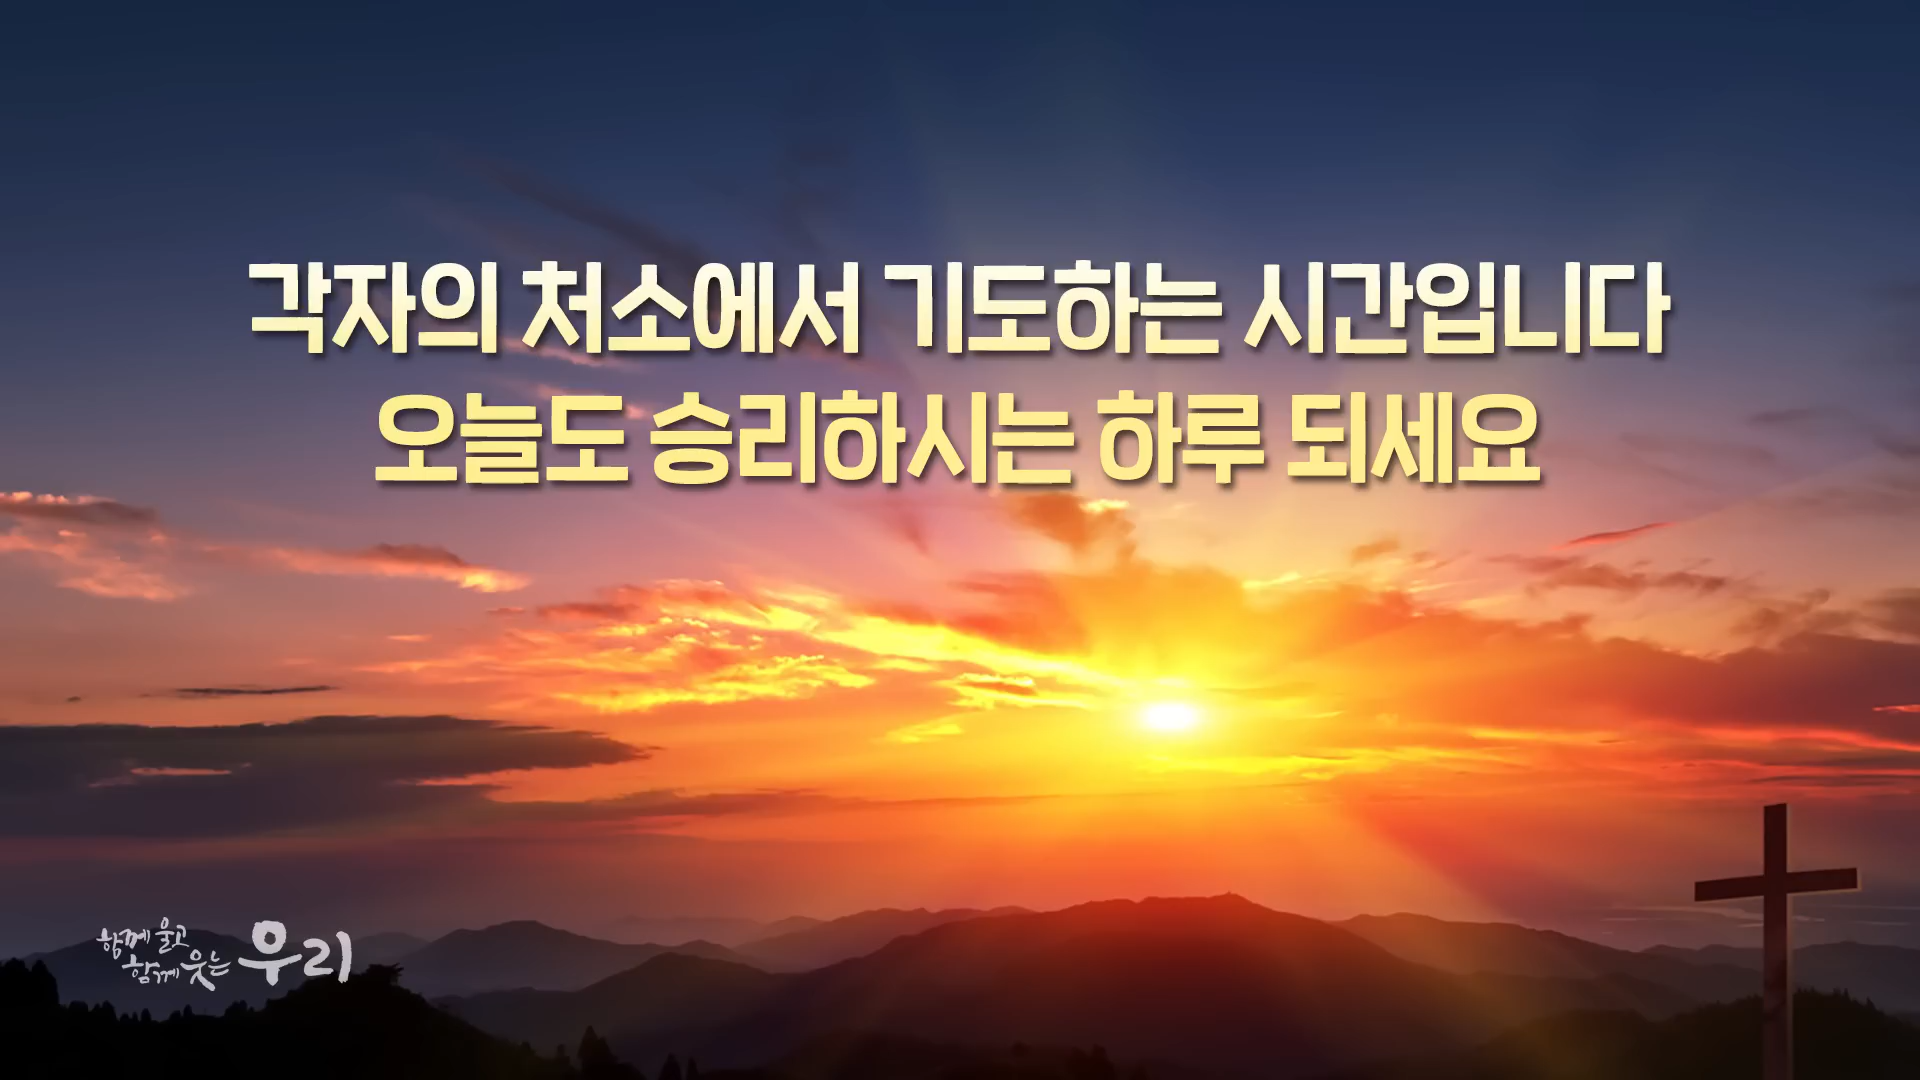 각자의 처소에서 기도하는 시간입니다
오늘도 승리하시는 하루 되세요
함께 울고
함께 웃는 우리